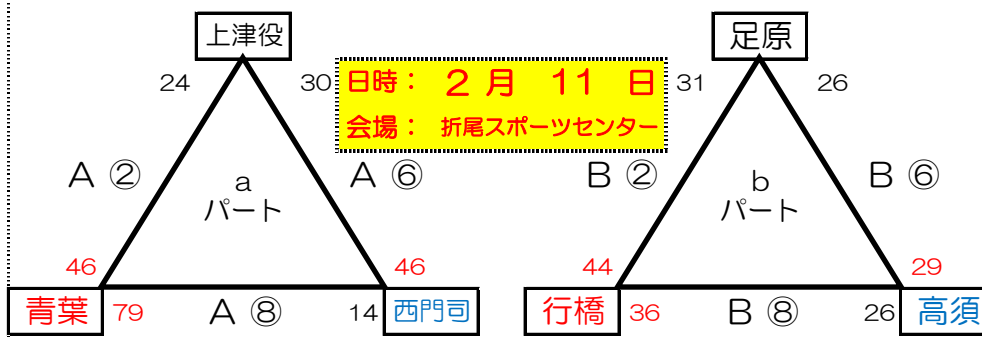 上津役
足原
24
30
日時： 2月 11 日
31
26
会場： 折尾スポーツセンター
A ②
a
パート
A ⑥
B ②
b
パート
B ⑥
46
46
44
29
青葉
79
A ⑧
14
西門司
行橋
36
B ⑧
26
高須